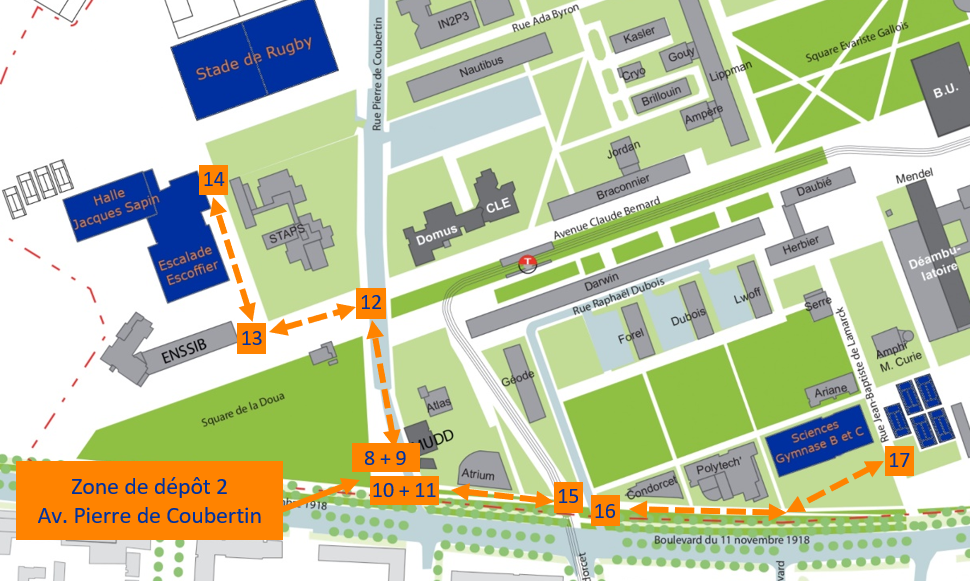 IN2P3
Rue Ada Byron
Rue Pierre de Coubertin
Stade de Rugby
Nautibus
Kasler
Gouy
Lippman
Cryo
Brillouin
Ampère
Square Evariste Gallois
B.U.
Jordan
Braconnier
14
Halle
Jacques Sapin
Escalade
Escoffier
STAPS
CLE
Domus
Avenue Claude Bernard
T
Daubié
Mendel
Herbier
Déambu-
latoire
Darwin
Rue Raphaël Dubois
Lwoff
Dubois
Forel
Serre
12
13
ENSSIB
Géode
Rue Jean-Baptiste de Lamarck
Amphi
M. Curie
Square de la Doua
Atlas
MUDD
Ariane
Sciences
Gymnase B et C
8 + 9
Atrium
Condorcet
Polytech'
17
Zone de dépôt 2
Av. Pierre de Coubertin
10 + 11
15
16
1918
Boulevard du 11 novembre 1918